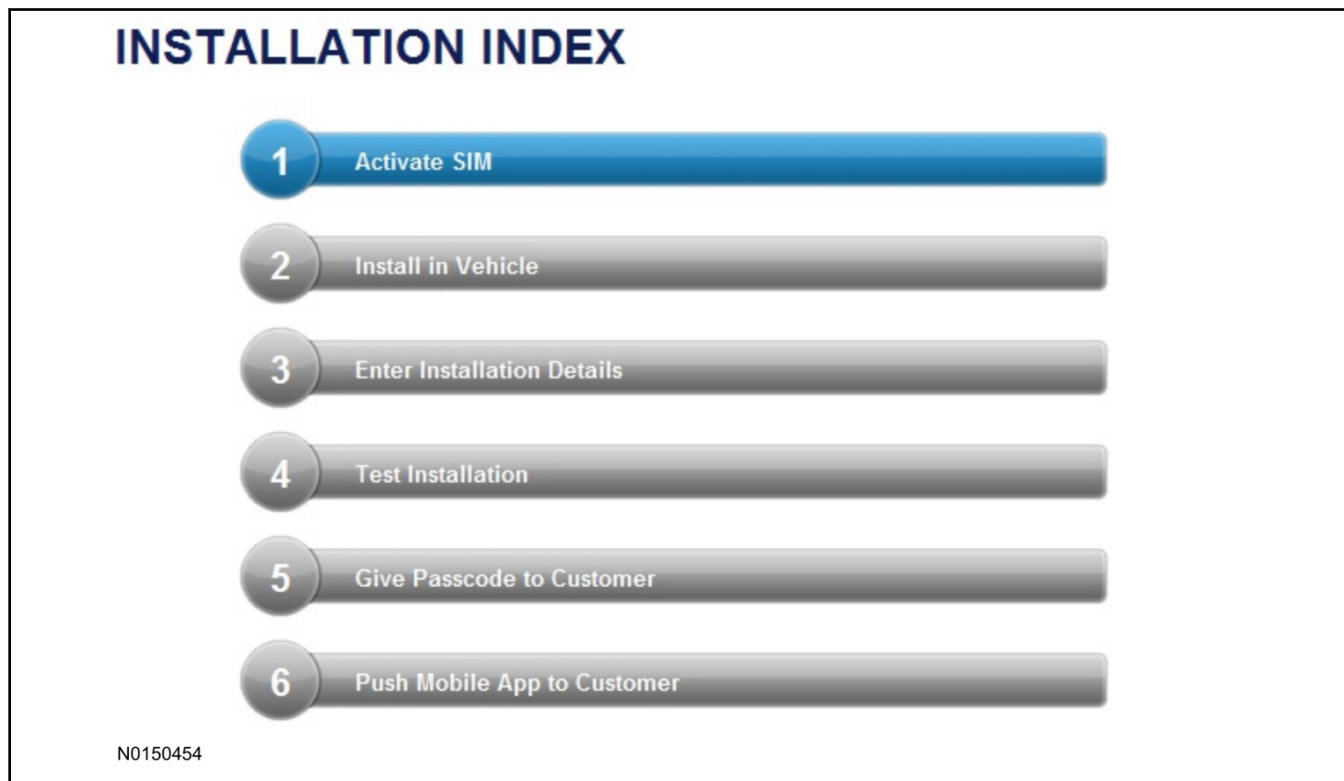 INSTALLATION INDEX
1 Activate SIM
2 Install in Vehicle
3 Enter Installation Details
4 Test Installation
5 Give Passcode to Customer
6 Push Mobile App to Customer
N0150454